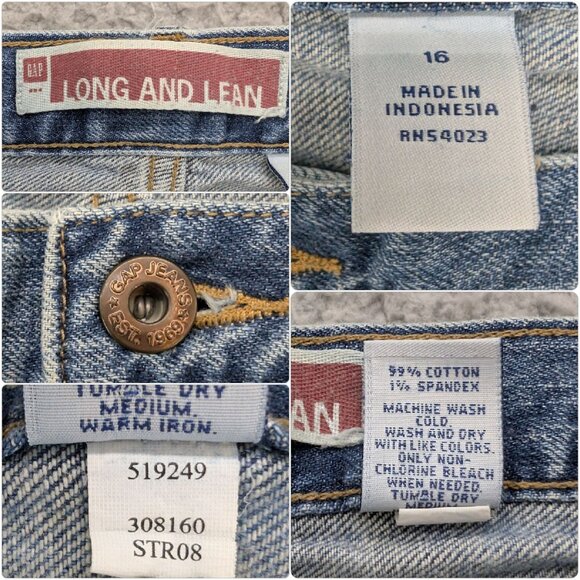 GAP
LONG AND LEAN
16
MADE IN
INDONESIA
RN54023
GAP JEANS
EST. 1969
TUMBLE DRY
MEDIUM.
WARM IRON.
519249
308160
STR08
AN
99% COTTON
1% SPANDEX
MACHINE WASH
COLD.
WASH AND DRY
WITH LIKE COLORS.
ONLY NON-
CHLORINE BLEACH
WHEN NEEDED.
TUMBLE DRY
MEDIUM.